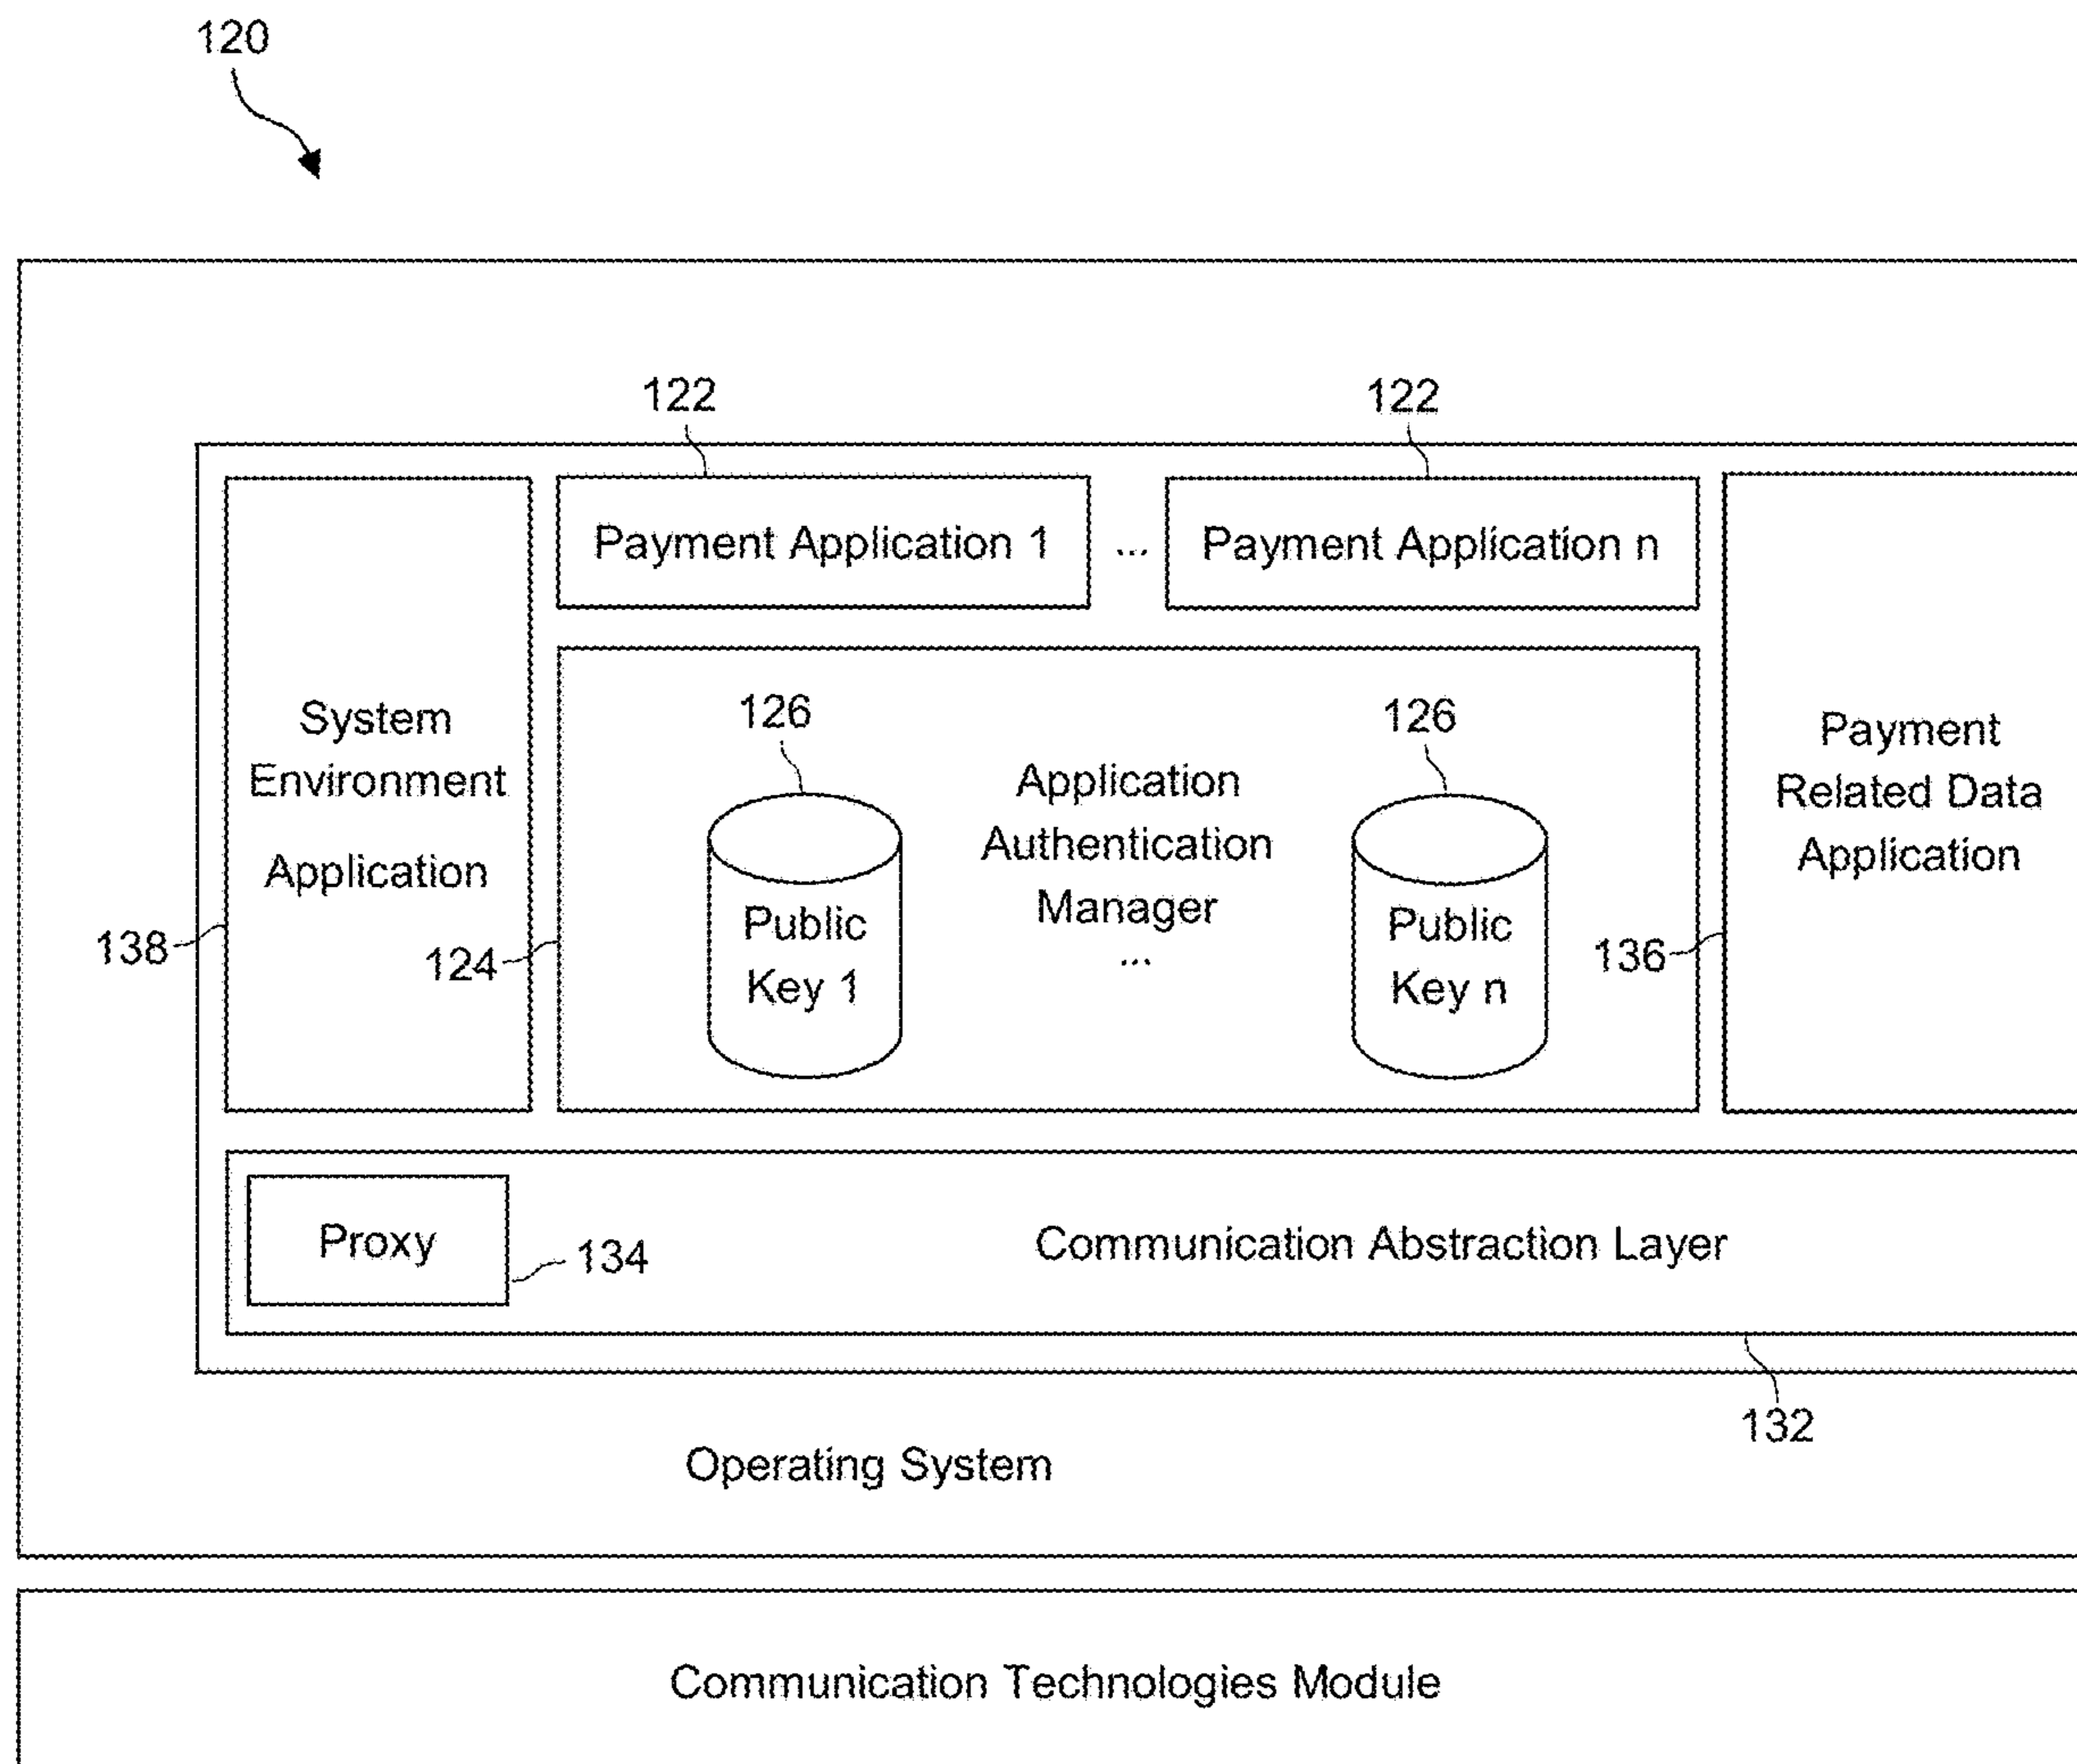 120
122
122
Payment Application 1
...
Payment Application n
System
Environment
Application
138
124
126
Public
Key 1
Application
Authentication
Manager
...
126
Public
Key n
136
Payment
Related Data
Application
Proxy
134
Communication Abstraction Layer
132
Operating System
Communication Technologies Module